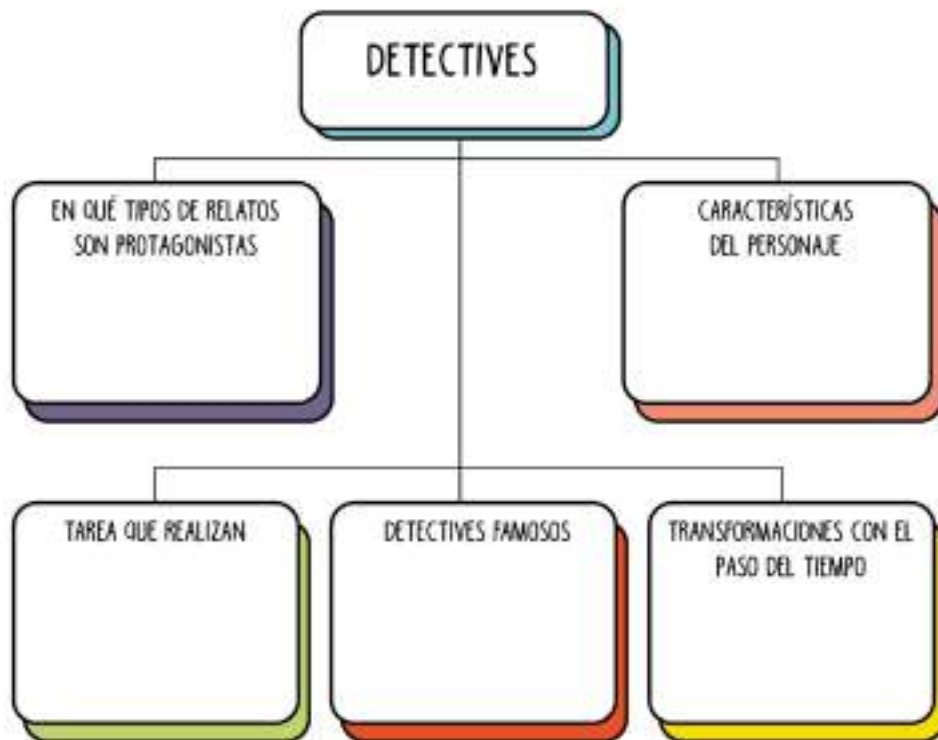 DETECTIVES
EN QUÉ TIPOS DE RELATOS
SON PROTAGONISTAS
CARACTERÍSTICAS
DEL PERSONAJE
TAREA QUE REALIZAN
DETECTIVES FAMOSOS
TRANSFORMACIONES CON EL
PASO DEL TIEMPO